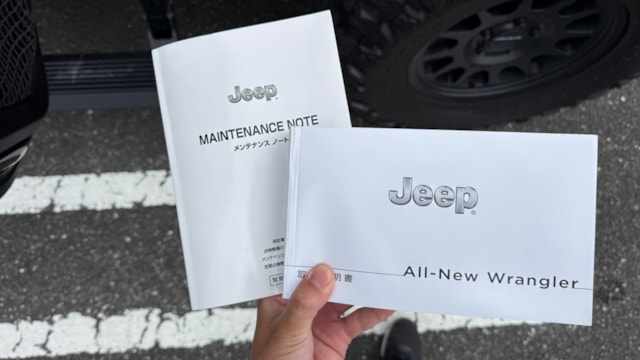 Jeep
MAINTENANCE NOTE
メンテナンス ノート
Jeep
All-New Wrangler